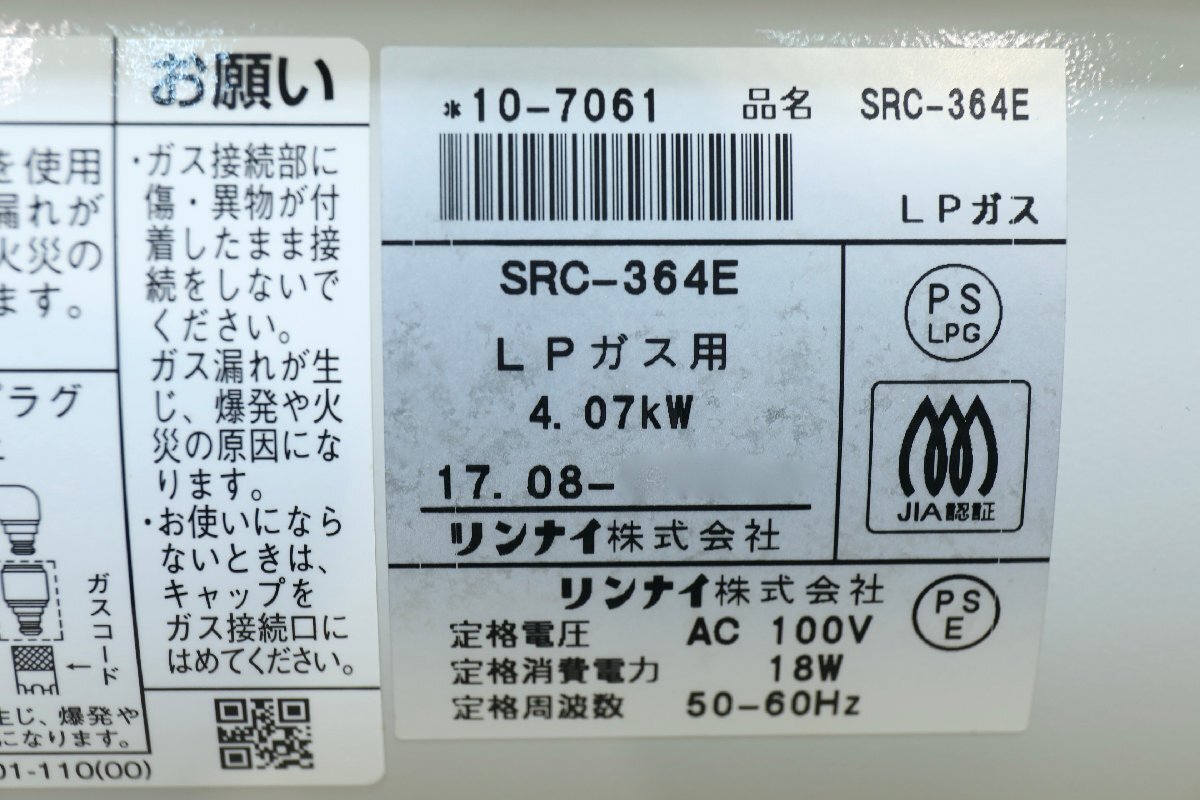 を使用
漏れが
火災の
ます。
プラグ
ガスコード
生じ、爆発や
になります。
01-110(00)
お願い
・ガス接続部に
傷・異物が付
着したまま接
続をしないで
ください。
ガス漏れが生
じ、爆発や火
災の原因にな
ります。
・お使いになら
ないときは、
キャップを
ガス接続口に
はめてください。
氷10-7061 品名 SRC-364E
LPガス
SRC-364E
LPガス用
4.07kW
17.08-
リンナイ株式会社
PS
LPG
JIA認証
リンナイ株式会社
定格電圧 AC 100V
定格消費電力 18W
定格周波数 50-60Hz
PS
E